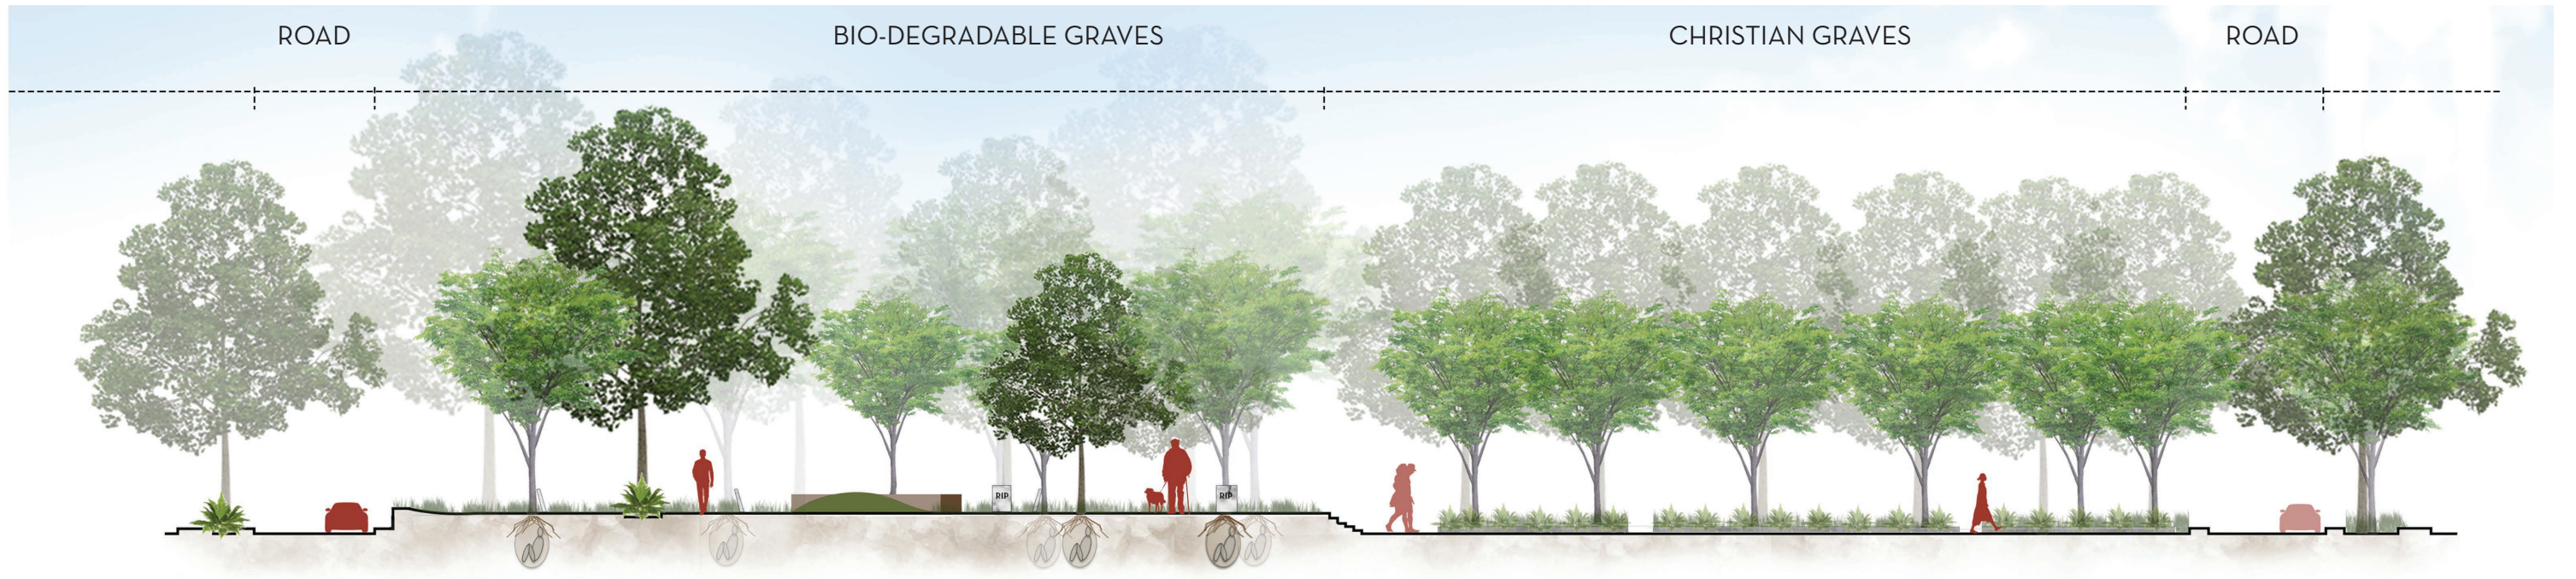 ROAD
BIO-DEGRADABLE GRAVES
CHRISTIAN GRAVES
ROAD
RIP
RIP